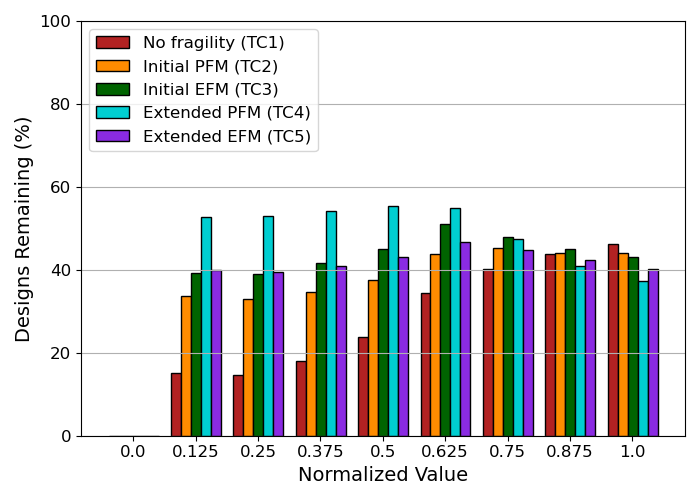 100
80
60
40
20
0
Designs Remaining (%)
No fragility (TC1)
Initial PFM (TC2)
Initial EFM (TC3)
Extended PFM (TC4)
Extended EFM (TC5)
0.0 0.125 0.25 0.375 0.5 0.625 0.75 0.875 1.0
Normalized Value